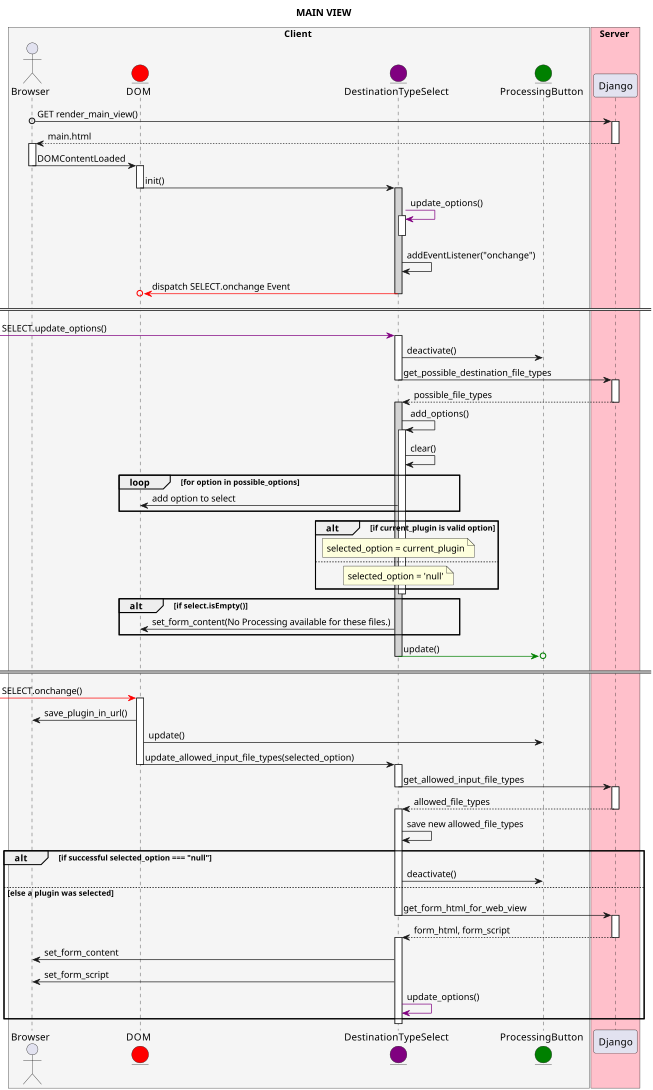 MAIN VIEW
Client
Server
Browser
DOM
DestinationTypeSelect
ProcessingButton
Django
GET render_main_view()
main.html
DOMContentLoaded
init()
update_options()
addEventListener("onchange")
dispatch SELECT.onchange Event
SELECT.update_options()
deactivate()
get_possible_destination_file_types
possible_file_types
add_options()
clear()
loop [for option in possible_options]
add option to select
alt [if current_plugin is valid option]
selected_option = current_plugin
selected_option = 'null'
alt [if select.isEmpty()]
set_form_content(No Processing available for these files.)
update()
SELECT.onchange()
save_plugin_in_url()
update()
update_allowed_input_file_types(selected_option)
get_allowed_input_file_types
allowed_file_types
save new allowed_file_types
alt [if successful selected_option === "null"]
deactivate()
[else a plugin was selected]
get_form_html_for_web_view
form_html, form_script
set_form_content
set_form_script
update_options()
Browser
DOM
DestinationTypeSelect
ProcessingButton
Django